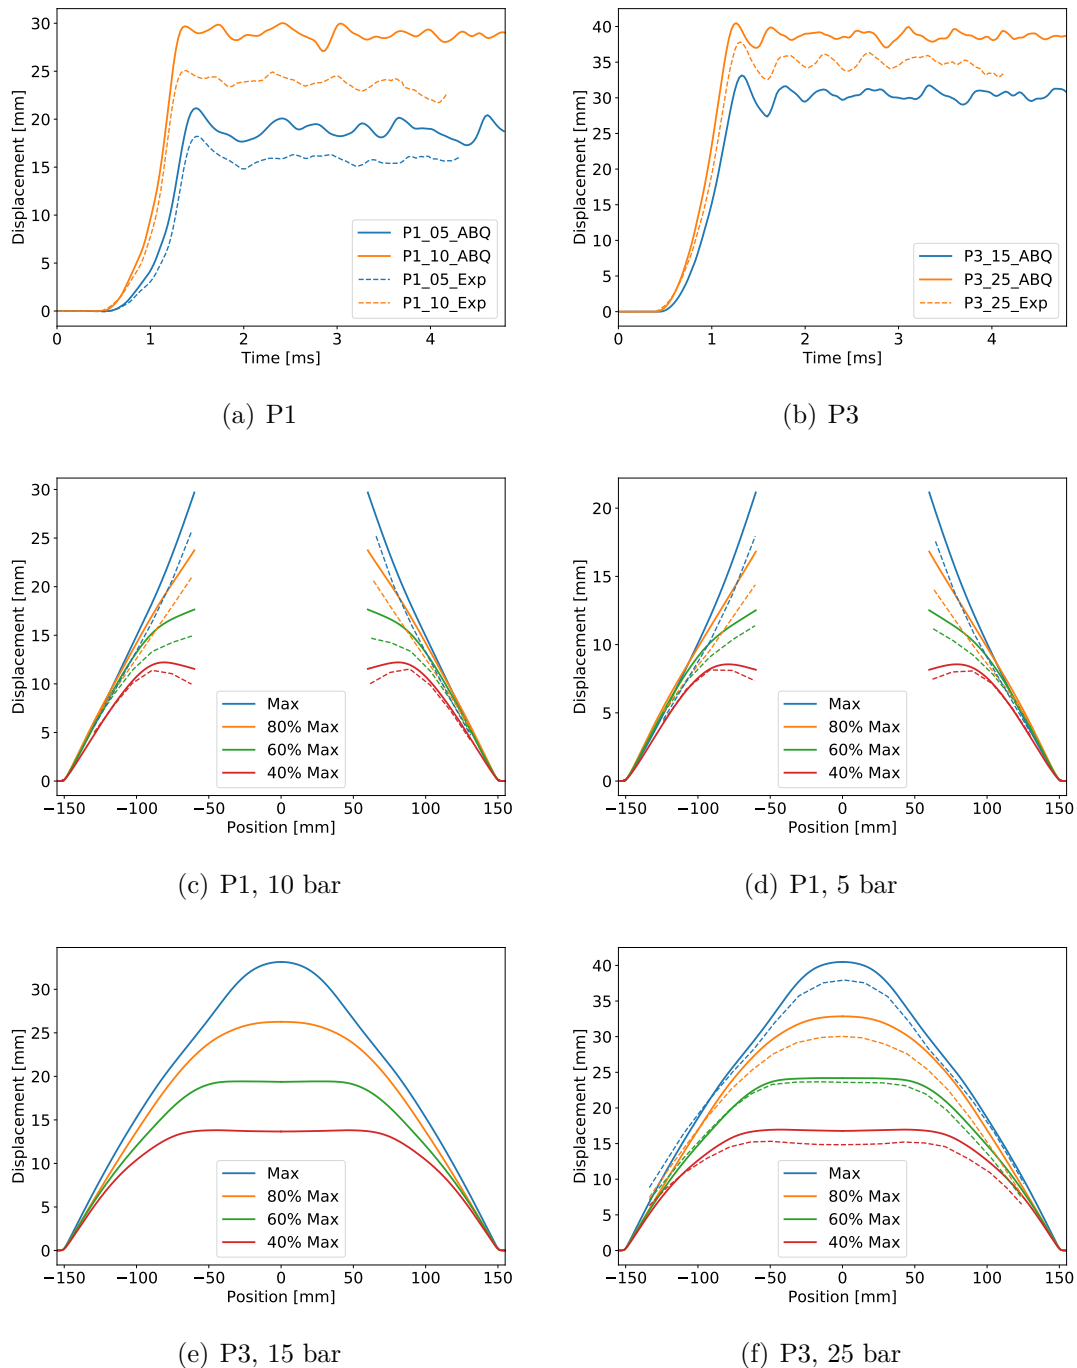 30
25
20
15
10
5
0
Displacement [mm]
0 1 2 3 4
Time [ms]
P1_05_ABQ
P1_10_ABQ
P1_05_Exp
P1_10_Exp
(a) P1
40
35
30
25
20
15
10
5
0
Displacement [mm]
0 1 2 3 4
Time [ms]
P3_15_ABQ
P3_25_ABQ
P3_25_Exp
(b) P3
30
25
20
15
10
5
0
Displacement [mm]
−150 −100 −50 0 50 100 150
Position [mm]
Max
80% Max
60% Max
40% Max
(c) P1, 10 bar
20
15
10
5
0
Displacement [mm]
−150 −100 −50 0 50 100 150
Position [mm]
Max
80% Max
60% Max
40% Max
(d) P1, 5 bar
30
25
20
15
10
5
0
Displacement [mm]
−150 −100 −50 0 50 100 150
Position [mm]
Max
80% Max
60% Max
40% Max
(e) P3, 15 bar
40
35
30
25
20
15
10
5
0
Displacement [mm]
−150 −100 −50 0 50 100 150
Position [mm]
Max
80% Max
60% Max
40% Max
(f) P3, 25 bar